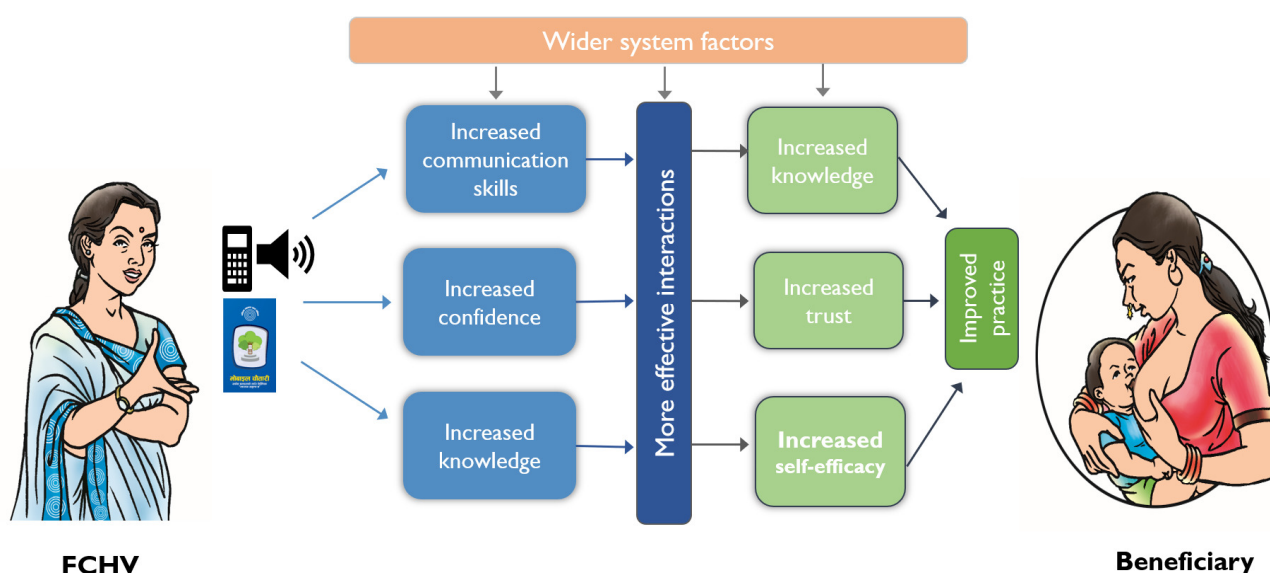 Wider system factors
Increased
communication
skills
Increased
confidence
Increased
knowledge
More effective interactions
Increased
knowledge
Increased
trust
Increased
self-efficacy
Improved
practice
मोबाइल चौतारी
FCHV
Beneficiary